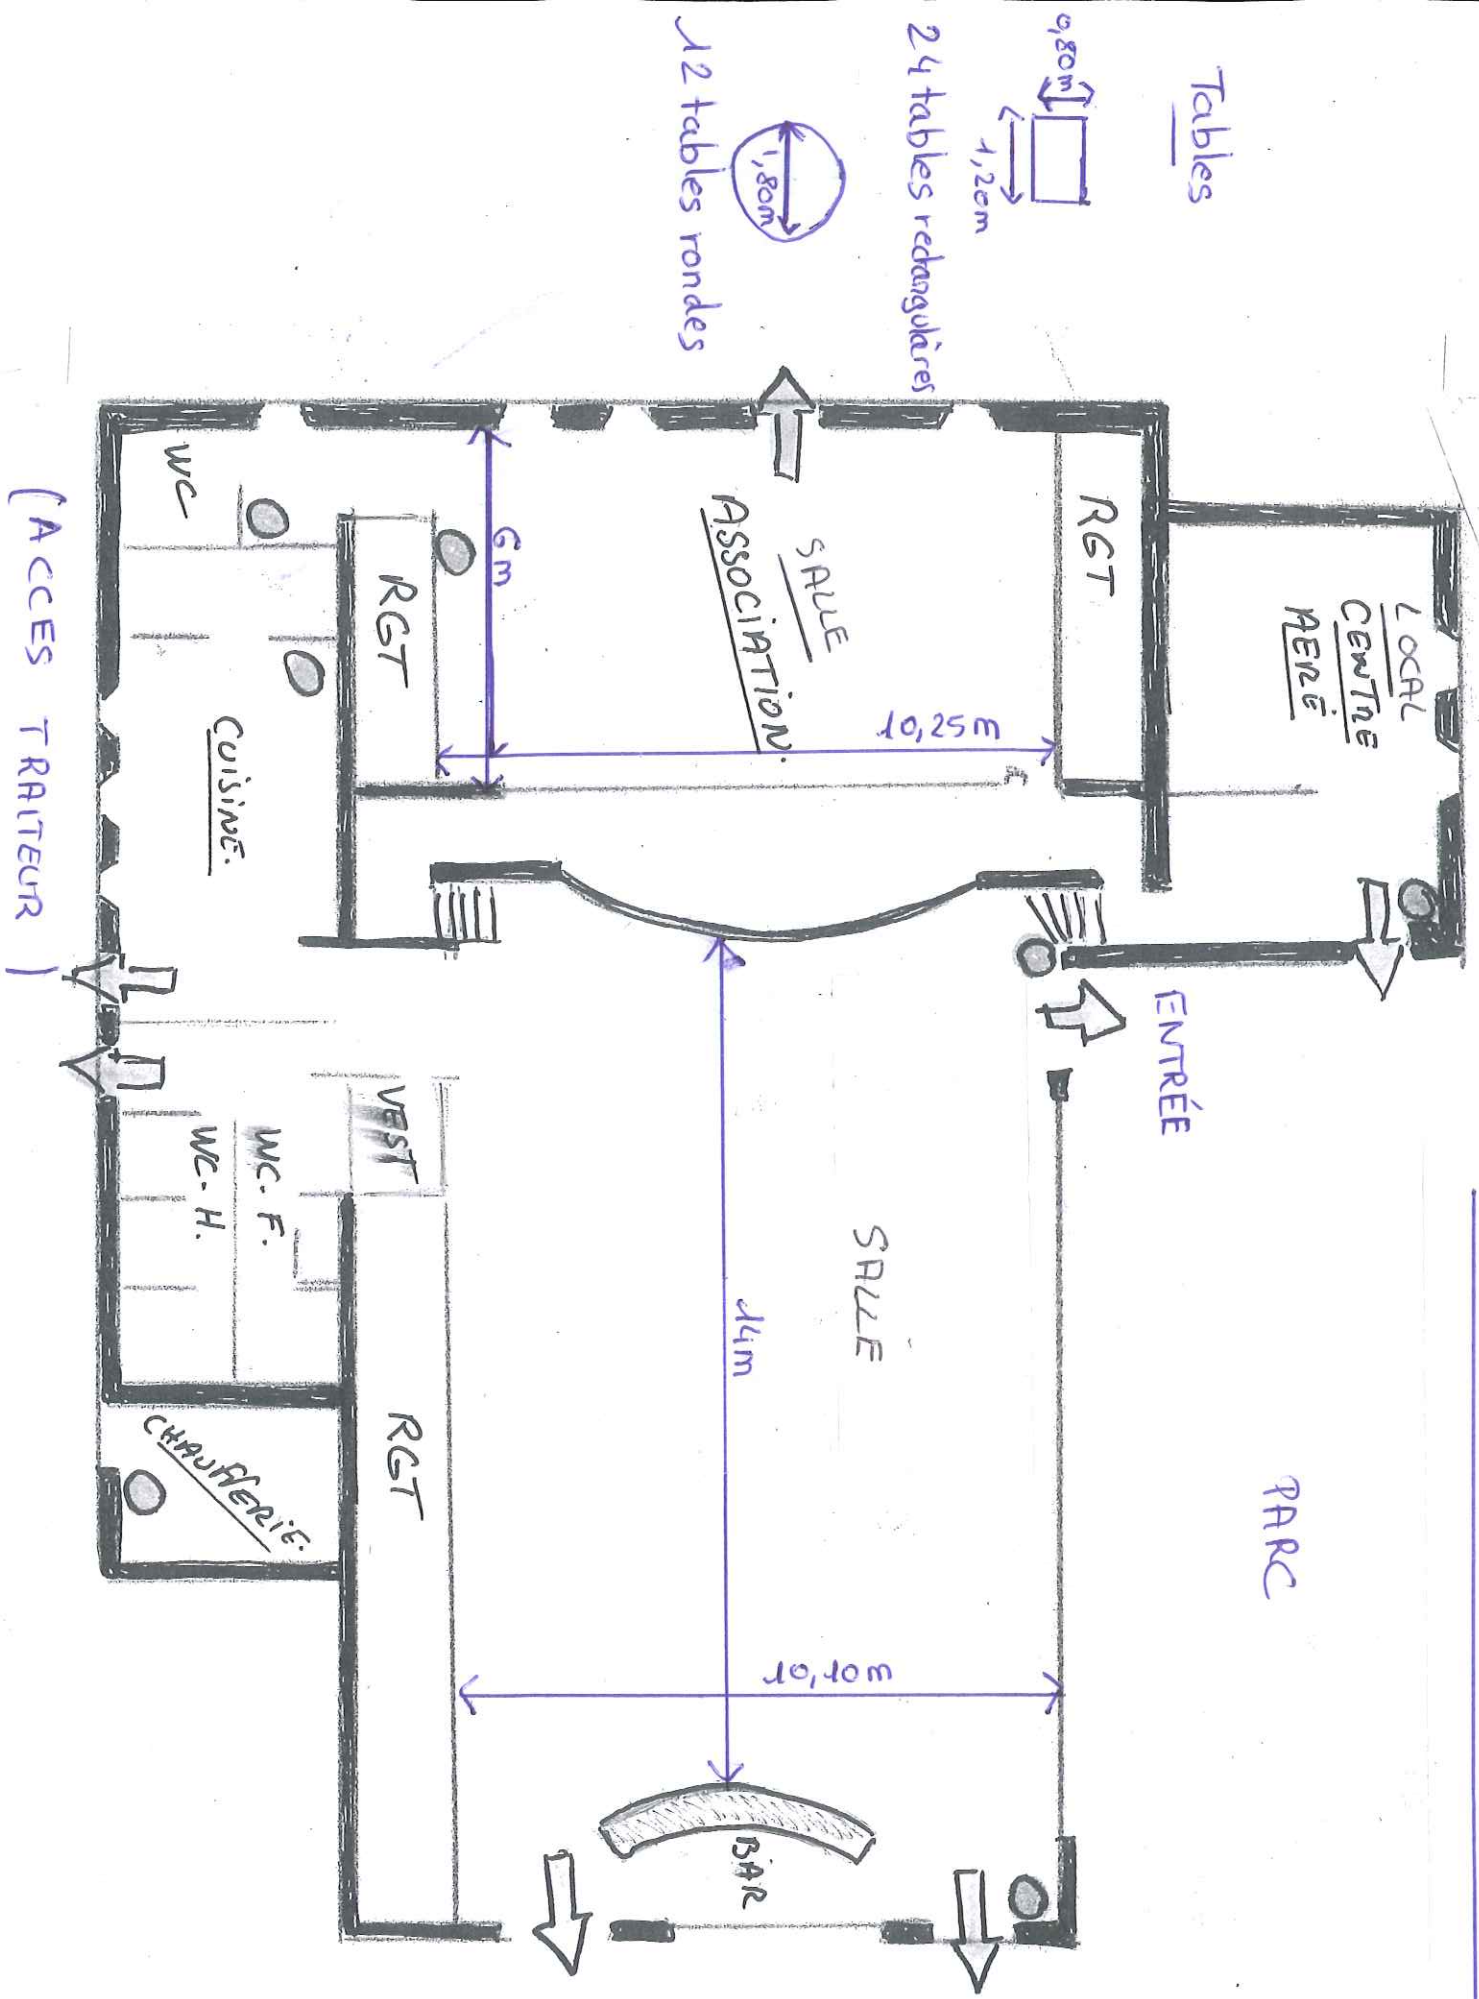 Tables
0,80m
1,20m
24 tables rectangulaires
1,80m
12 tables rondes
LOCAL
CENTRE
AERÉ
RGT
SALLE
ASSOCIATION.
10,25m
6m
RGT
WC
CUISINE.
(ACCES TRAITEUR)
ENTRÉE
PARC
SALLE
14m
10,10m
VEST
WC. F.
WC. H.
RGT
CHAUFFERIE.
BAR